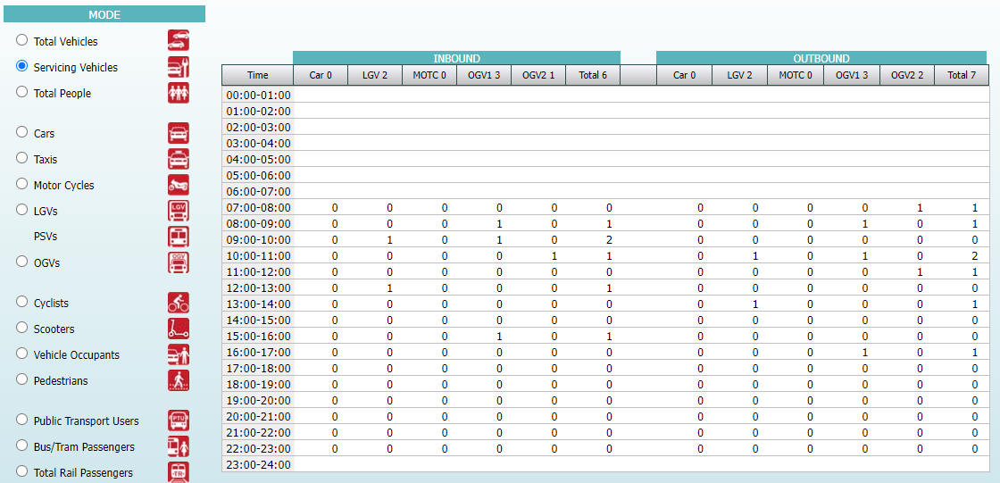 MODE
Total Vehicles
Servicing Vehicles
Total People
Cars
Taxis
Motor Cycles
LGVs
LGV
PSVs
OGVs
OGV
Cyclists
Scooters
Vehicle Occupants
Pedestrians
Public Transport Users
PTU
Bus/Tram Passengers
Total Rail Passengers
TR
INBOUND OUTBOUND
Time Car 0 LGV 2 MOTC 0 OGV1 3 OGV2 1 Total 6 Car 0 LGV 2 MOTC 0 OGV1 3 OGV2 2 Total 7
00:00-01:00
01:00-02:00
02:00-03:00
03:00-04:00
04:00-05:00
05:00-06:00
06:00-07:00
07:00-08:00 0 0 0 0 0 0 0 0 0 0 1 1
08:00-09:00 0 0 0 1 0 1 0 0 0 1 0 1
09:00-10:00 0 1 0 1 0 2 0 0 0 0 0 0
10:00-11:00 0 0 0 0 1 1 0 1 0 1 0 2
11:00-12:00 0 0 0 0 0 0 0 0 0 0 1 1
12:00-13:00 0 1 0 0 0 1 0 0 0 0 0 0
13:00-14:00 0 0 0 0 0 0 0 1 0 0 0 1
14:00-15:00 0 0 0 0 0 0 0 0 0 0 0 0
15:00-16:00 0 0 0 1 0 1 0 0 0 0 0 0
16:00-17:00 0 0 0 0 0 0 0 0 0 1 0 1
17:00-18:00 0 0 0 0 0 0 0 0 0 0 0 0
18:00-19:00 0 0 0 0 0 0 0 0 0 0 0 0
19:00-20:00 0 0 0 0 0 0 0 0 0 0 0 0
20:00-21:00 0 0 0 0 0 0 0 0 0 0 0 0
21:00-22:00 0 0 0 0 0 0 0 0 0 0 0 0
22:00-23:00 0 0 0 0 0 0 0 0 0 0 0 0
23:00-24:00